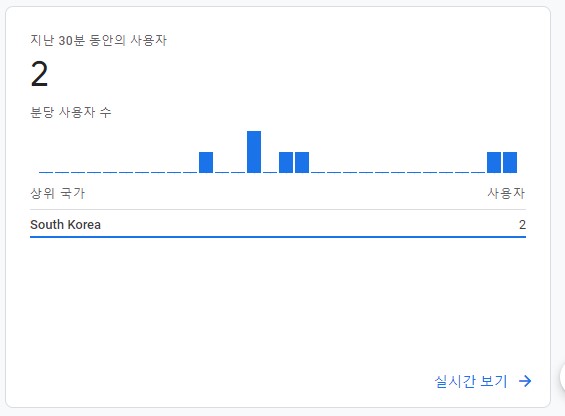 지난 30분 동안의 사용자
2
분당 사용자 수
상위 국가 사용자
South Korea 2
실시간 보기